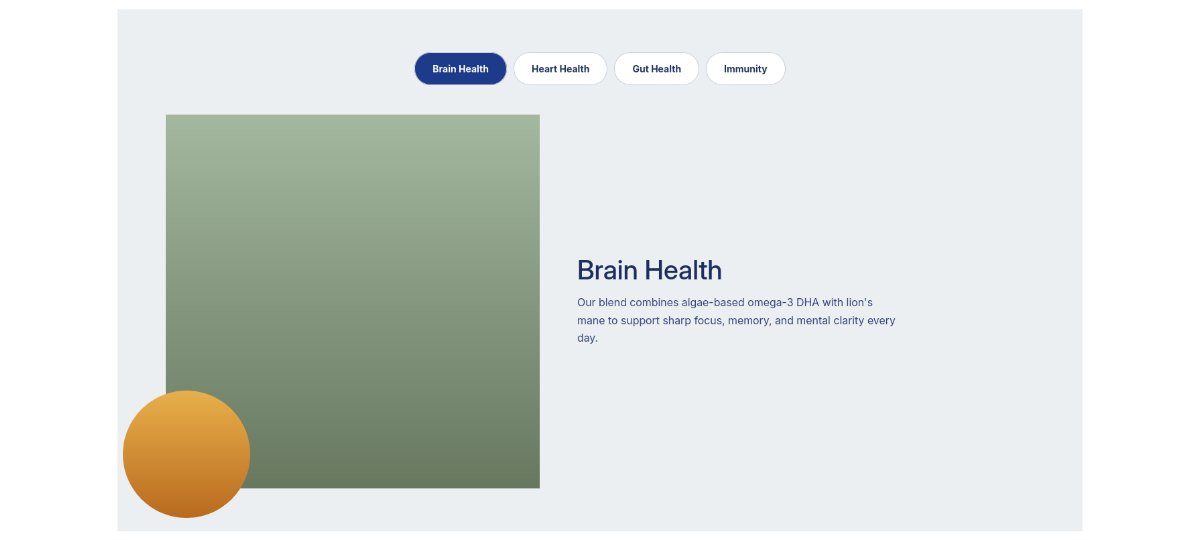 Brain Health
Heart Health
Gut Health
Immunity
Brain Health
Our blend combines algae-based omega-3 DHA with lion's
mane to support sharp focus, memory, and mental clarity every
day.